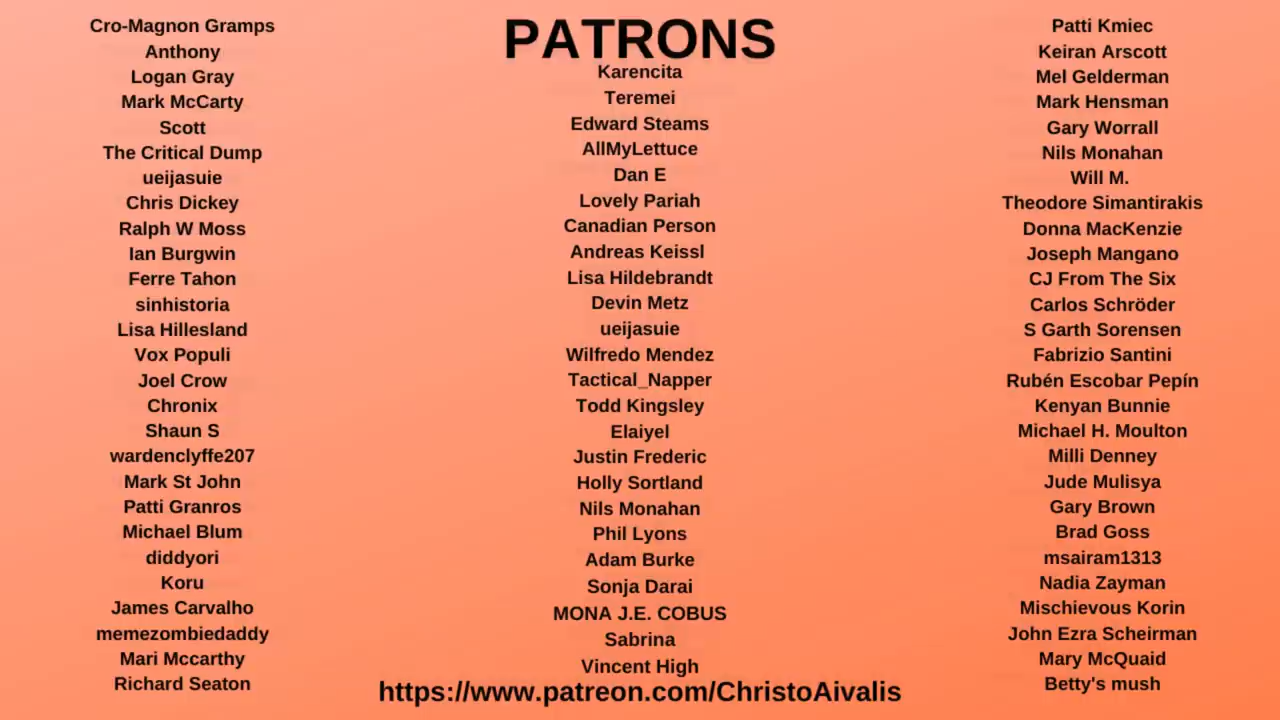 PATRONS
Cro-Magnon Gramps
Anthony
Logan Gray
Mark McCarty
Scott
The Critical Dump
ueijasuie
Chris Dickey
Ralph W Moss
Ian Burgwin
Ferre Tahon
sinhistoria
Lisa Hillesland
Vox Populi
Joel Crow
Chronix
Shaun S
wardenclyffe207
Mark St John
Patti Granros
Michael Blum
diddyori
Koru
James Carvalho
memezombiedaddy
Mari Mccarthy
Richard Seaton
Karencita
Teremei
Edward Steams
AllMyLettuce
Dan E
Lovely Pariah
Canadian Person
Andreas Keissl
Lisa Hildebrandt
Devin Metz
ueijasuie
Wilfredo Mendez
Tactical_Napper
Todd Kingsley
Elaiyel
Justin Frederic
Holly Sortland
Nils Monahan
Phil Lyons
Adam Burke
Sonja Darai
MONA J.E. COBUS
Sabrina
Vincent High
Patti Kmiec
Keiran Arscott
Mel Gelderman
Mark Hensman
Gary Worrall
Nils Monahan
Will M.
Theodore Simantirakis
Donna MacKenzie
Joseph Mangano
CJ From The Six
Carlos Schröder
S Garth Sorensen
Fabrizio Santini
Rubén Escobar Pepín
Kenyan Bunnie
Michael H. Moulton
Milli Denney
Jude Mulisya
Gary Brown
Brad Goss
msairam1313
Nadia Zayman
Mischievous Korin
John Ezra Scheirman
Mary McQuaid
Betty's mush
https://www.patreon.com/ChristoAivalis